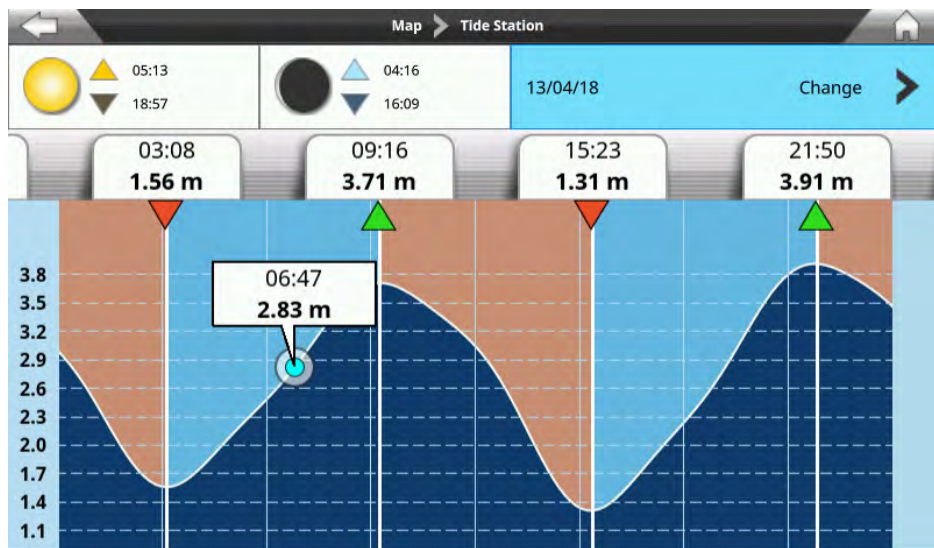 Map Tide Station
05:13
18:57
04:16
16:09
13/04/18 Change
03:08
1.56 m
09:16
3.71 m
15:23
1.31 m
21:50
3.91 m
06:47
2.83 m
3.8
3.5
3.2
2.9
2.6
2.3
2.0
1.7
1.4
1.1